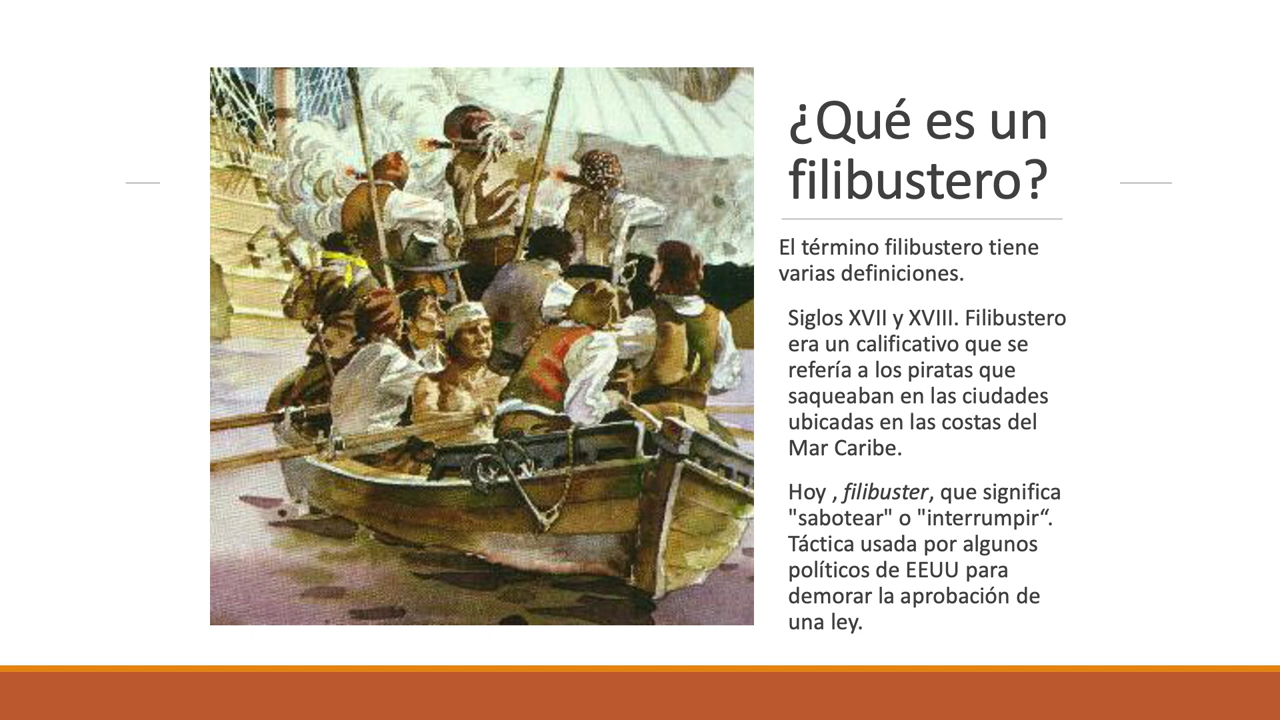 ¿Qué es un
filibustero?
El término filibustero tiene
varias definiciones.
Siglos XVII y XVIII. Filibustero
era un calificativo que se
refería a los piratas que
saqueaban en las ciudades
ubicadas en las costas del
Mar Caribe.
Hoy , filibuster, que significa
"sabotear" o "interrumpir“.
Táctica usada por algunos
políticos de EEUU para
demorar la aprobación de
una ley.